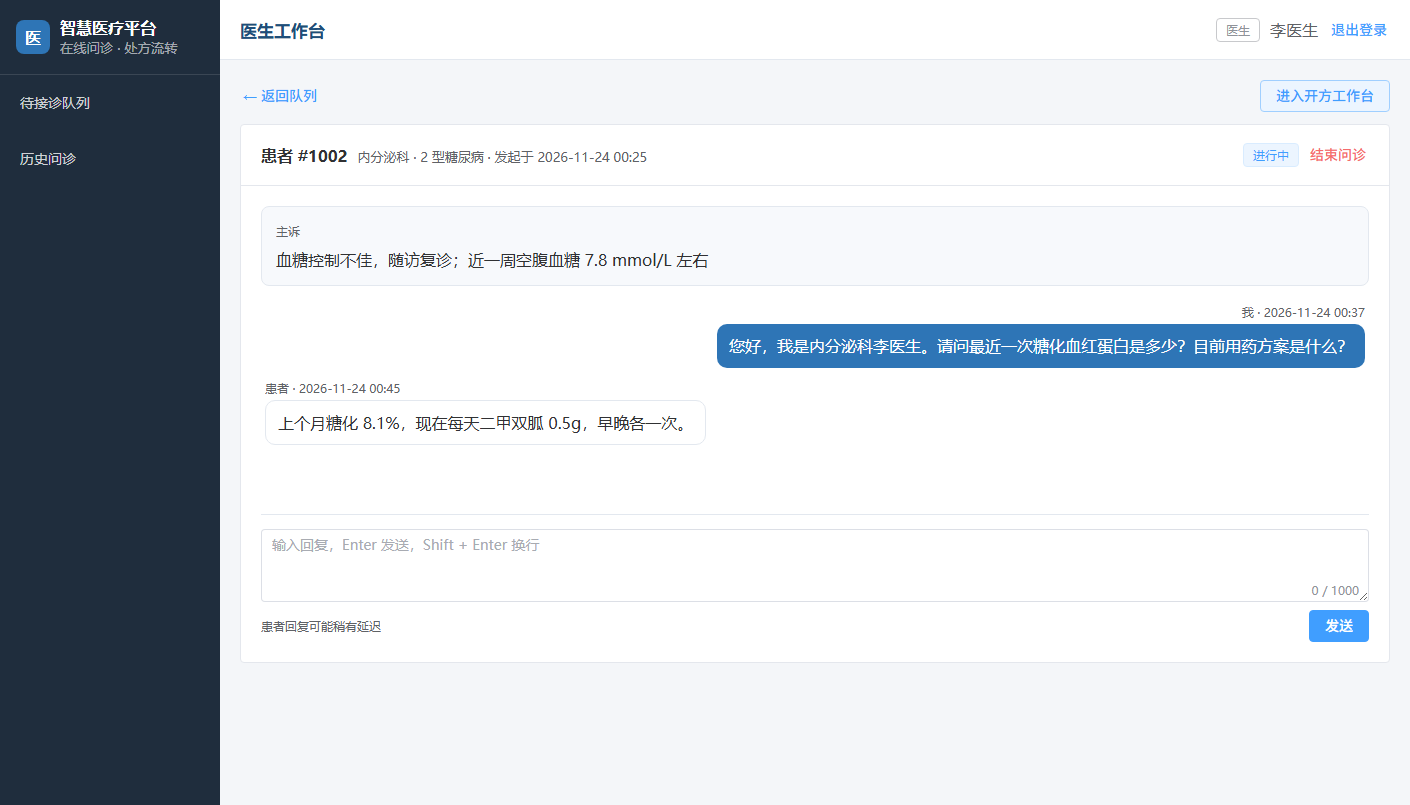 医
智慧医疗平台
在线问诊 · 处方流转
待接诊队列
历史问诊
医生工作台
医生
李医生
退出登录
← 返回队列
进入开方工作台
患者 #1002
内分泌科 · 2 型糖尿病 · 发起于 2026-11-24 00:25
进行中
结束问诊
主诉
血糖控制不佳，随访复诊；近一周空腹血糖 7.8 mmol/L 左右
我 · 2026-11-24 00:37
您好，我是内分泌科李医生。请问最近一次糖化血红蛋白是多少？目前用药方案是什么？
患者 · 2026-11-24 00:45
上个月糖化 8.1%，现在每天二甲双胍 0.5g，早晚各一次。
输入回复，Enter 发送，Shift + Enter 换行
0 / 1000
患者回复可能稍有延迟
发送